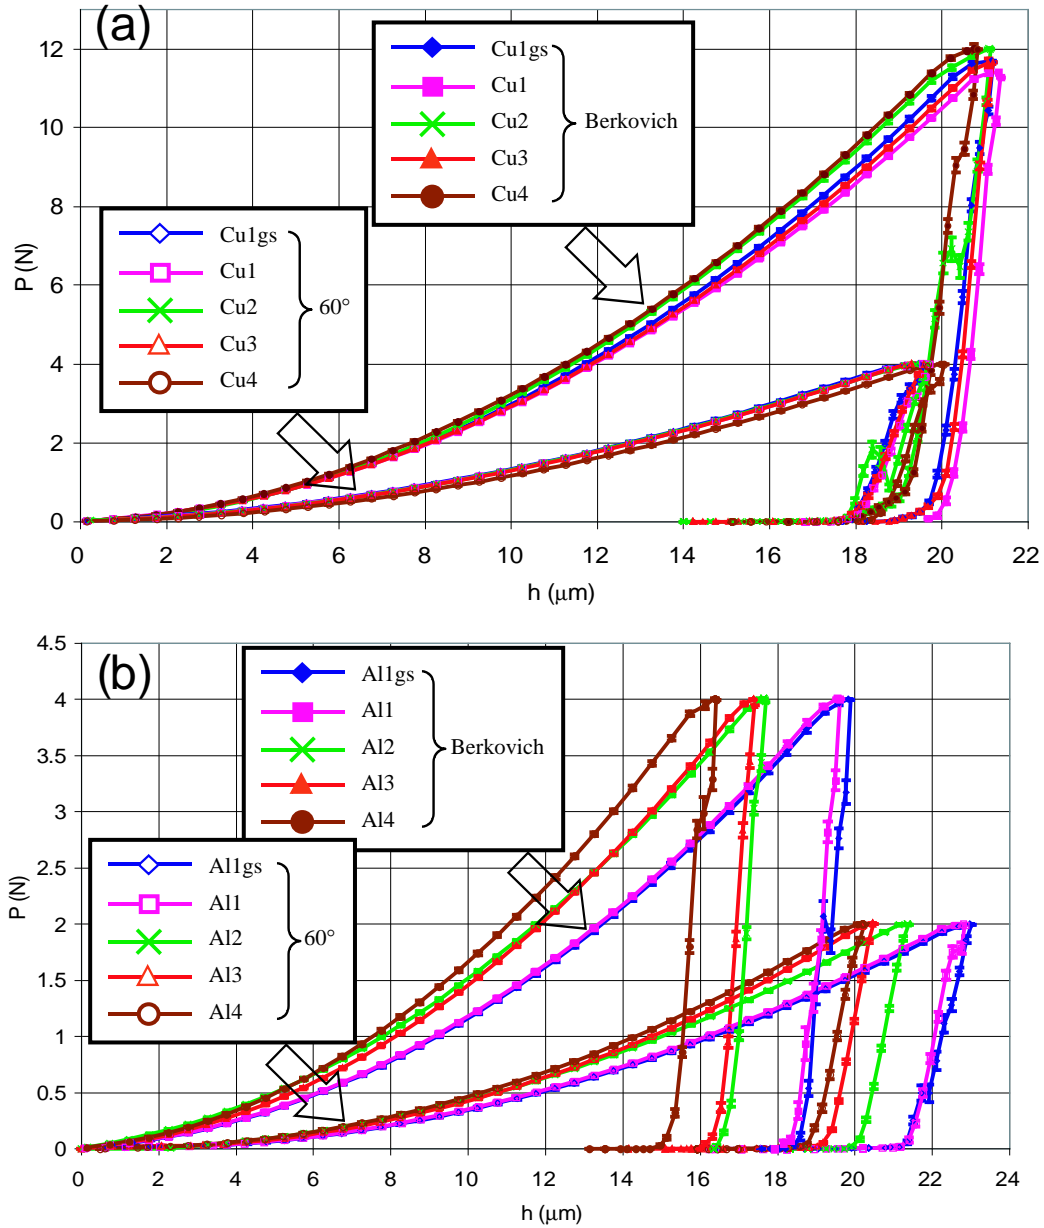 (a)
12
10
8
6
4
2
0
P (N)
Cu1gs
Cu1
Cu2
Cu3
Cu4
Berkovich
Cu1gs
Cu1
Cu2
Cu3
Cu4
60°
0 2 4 6 8 10 12 14 16 18 20 22
h (μm)
(b)
4.5
4
3.5
3
2.5
2
1.5
1
0.5
0
P (N)
Al1gs
Al1
Al2
Al3
Al4
Berkovich
Al1gs
Al1
Al2
Al3
Al4
60°
0 2 4 6 8 10 12 14 16 18 20 22 24
h (μm)